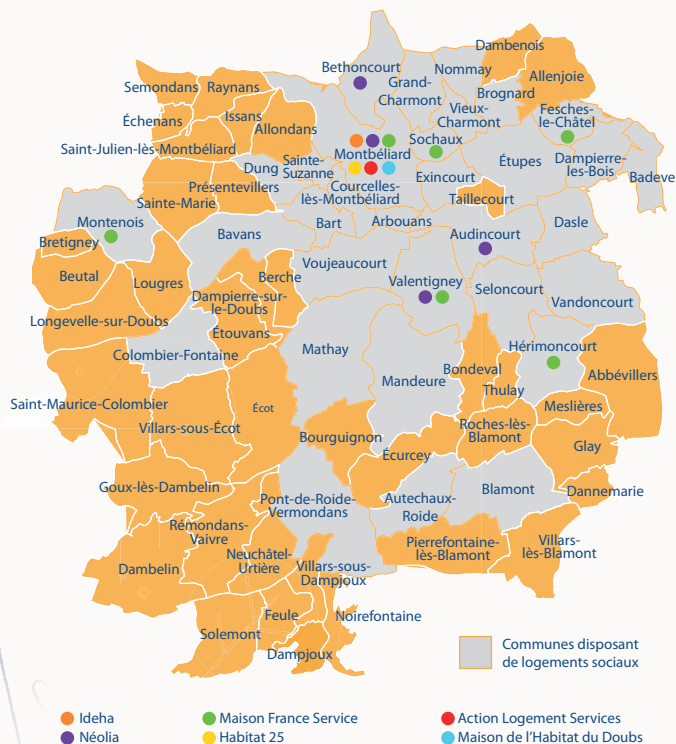 Dambenois
Bethoncourt
Nommay
Allenjoie
Semondans
Raynans
Grand-
Charmont
Brognard
Issans
Vieux-
Charmont
Fesches-
le-Châtel
Échenans
Allondans
Sochaux
Saint-Julien-lès-Montbéliard
Montbéliard
Sainte-
Suzanne
Dung
Étupes
Dampierre-
les-Bois
Badevel
Exincourt
Présentevillers
Courcelles-
lès-Montbéliard
Taillecourt
Sainte-Marie
Montenois
Bart
Arbouans
Dasle
Bretigney
Bavans
Audincourt
Voujeaucourt
Beutal
Lougres
Berche
Valentigney
Seloncourt
Dampierre-sur-
le-Doubs
Vandoncourt
Longevelle-sur-Doubs
Étouvans
Mathay
Hérimoncourt
Colombier-Fontaine
Bondeval
Abbévillers
Mandeure
Thulay
Saint-Maurice-Colombier
Écot
Meslières
Villars-sous-Écot
Bourguignon
Roches-lès-
Blamont
Glay
Écurcey
Goux-lès-Dambelin
Blamont
Dannemarie
Pont-de-Roide-
Vermondans
Autechaux-
Roide
Rémondans-
Vaivre
Pierrefontaine-
lès-Blamont
Villars-
lès-Blamont
Neuchâtel-
Urtière
Dambelin
Villars-sous-
Dampjoux
Feule
Noirefontaine
Solemont
Dampjoux
Communes disposant
de logements sociaux
Ideha
Maison France Service
Action Logement Services
Néolia
Habitat 25
Maison de l'Habitat du Doubs